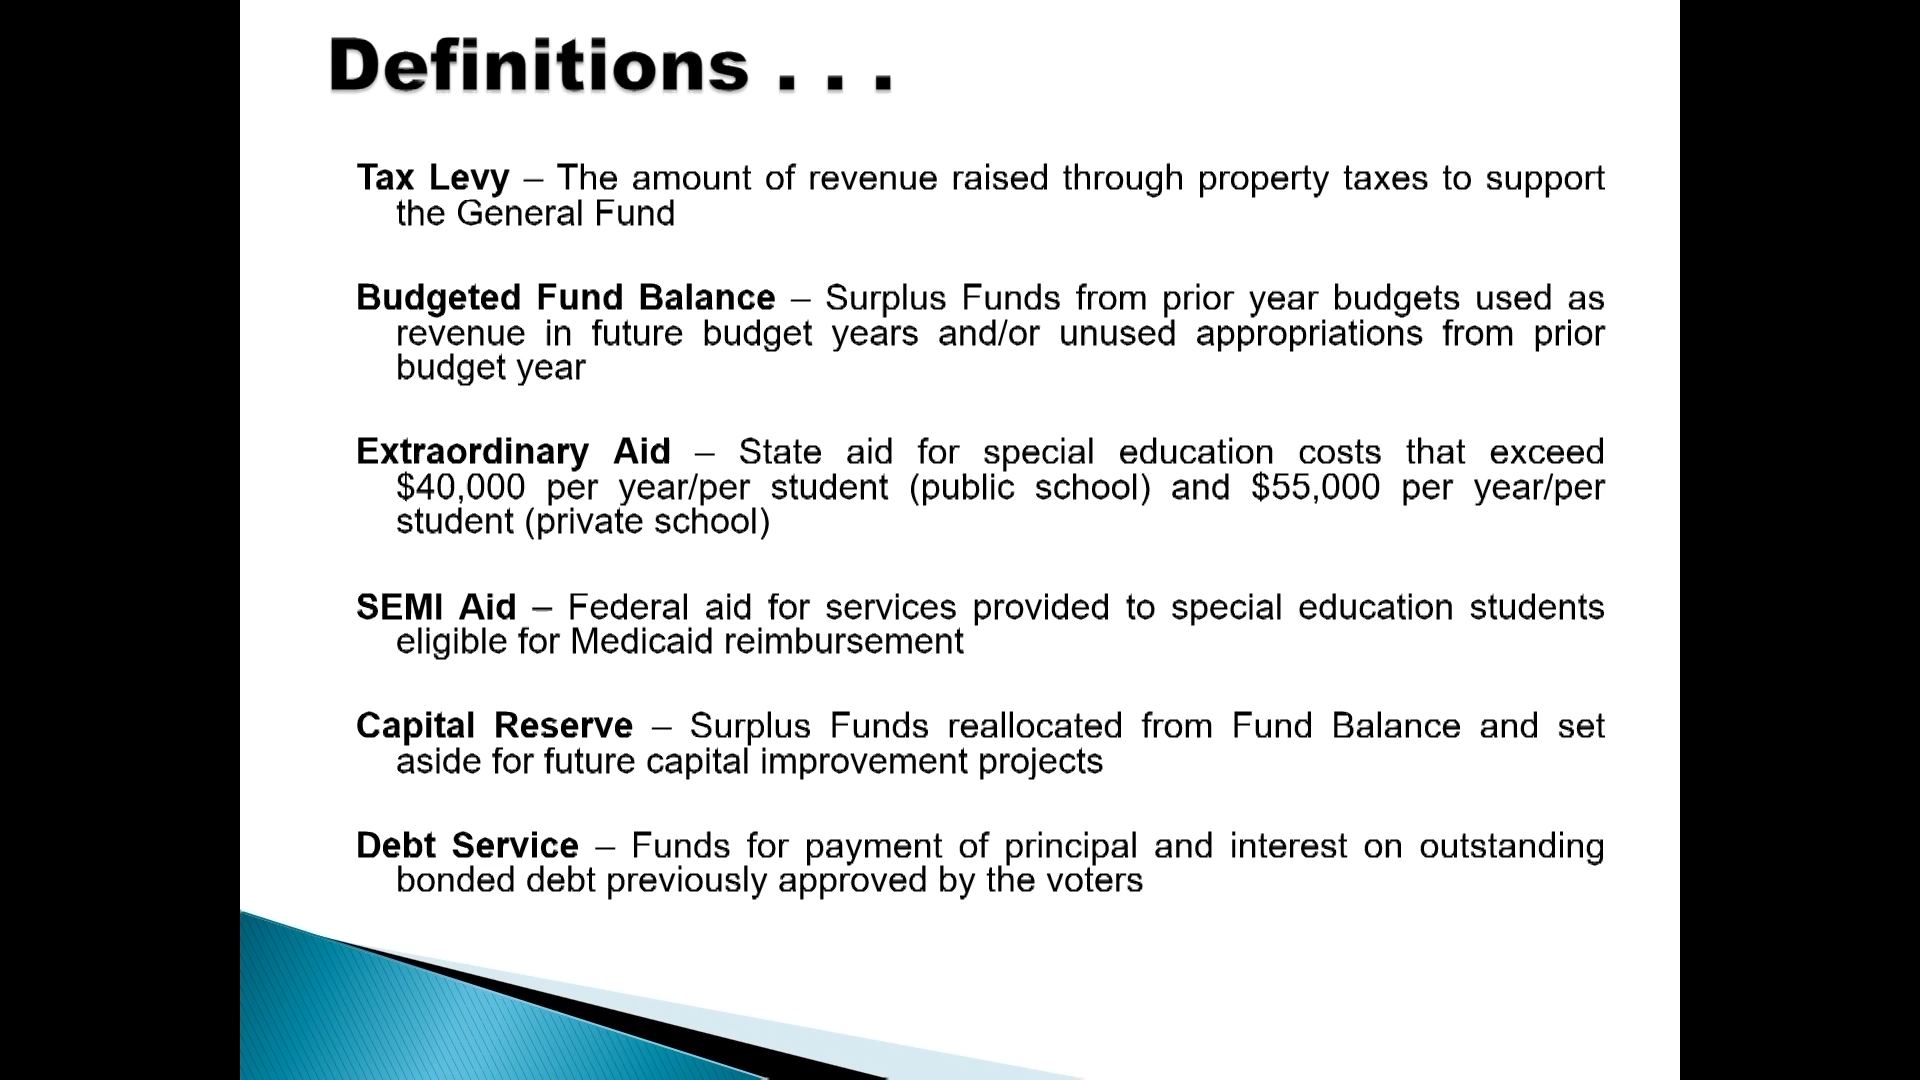 Definitions . . .
Tax Levy – The amount of revenue raised through property taxes to support
the General Fund
Budgeted Fund Balance – Surplus Funds from prior year budgets used as
revenue in future budget years and/or unused appropriations from prior
budget year
Extraordinary Aid – State aid for special education costs that exceed
$40,000 per year/per student (public school) and $55,000 per year/per
student (private school)
SEMI Aid – Federal aid for services provided to special education students
eligible for Medicaid reimbursement
Capital Reserve – Surplus Funds reallocated from Fund Balance and set
aside for future capital improvement projects
Debt Service – Funds for payment of principal and interest on outstanding
bonded debt previously approved by the voters